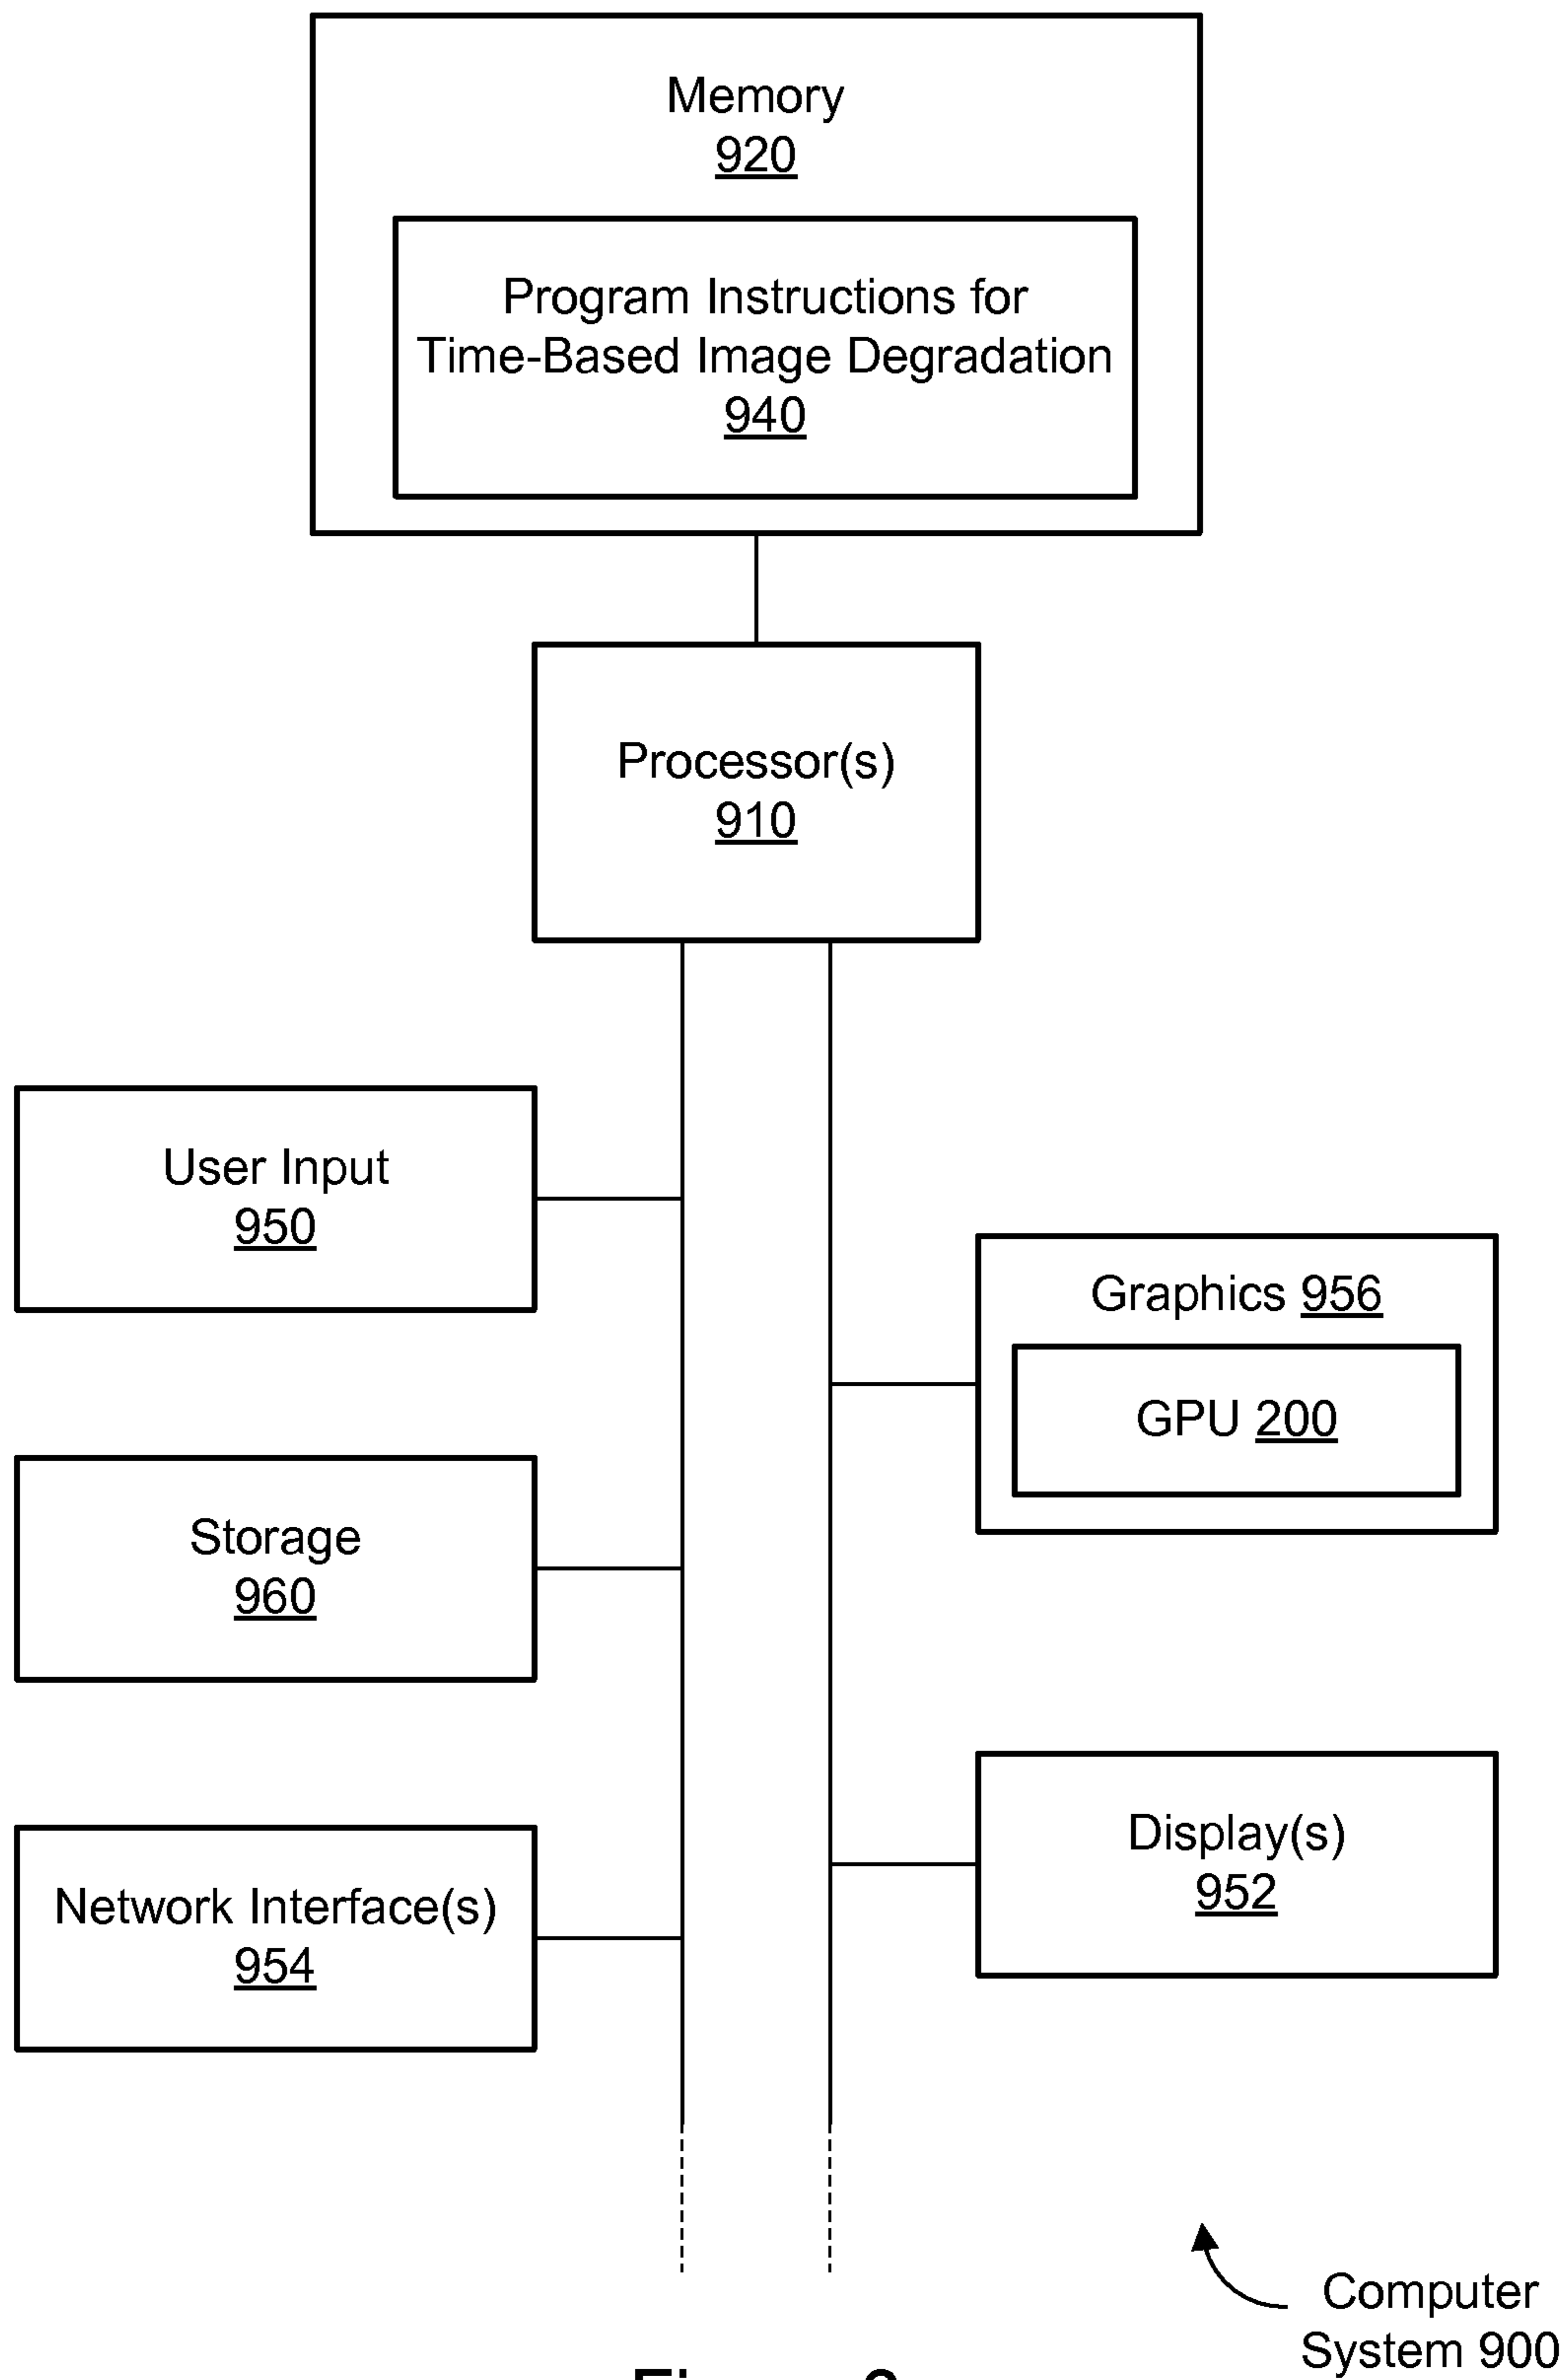 Memory
920
Program Instructions for
Time-Based Image Degradation
940
Processor(s)
910
User Input
950
Graphics 956
GPU 200
Storage
960
Display(s)
952
Network Interface(s)
954
Computer
System 900